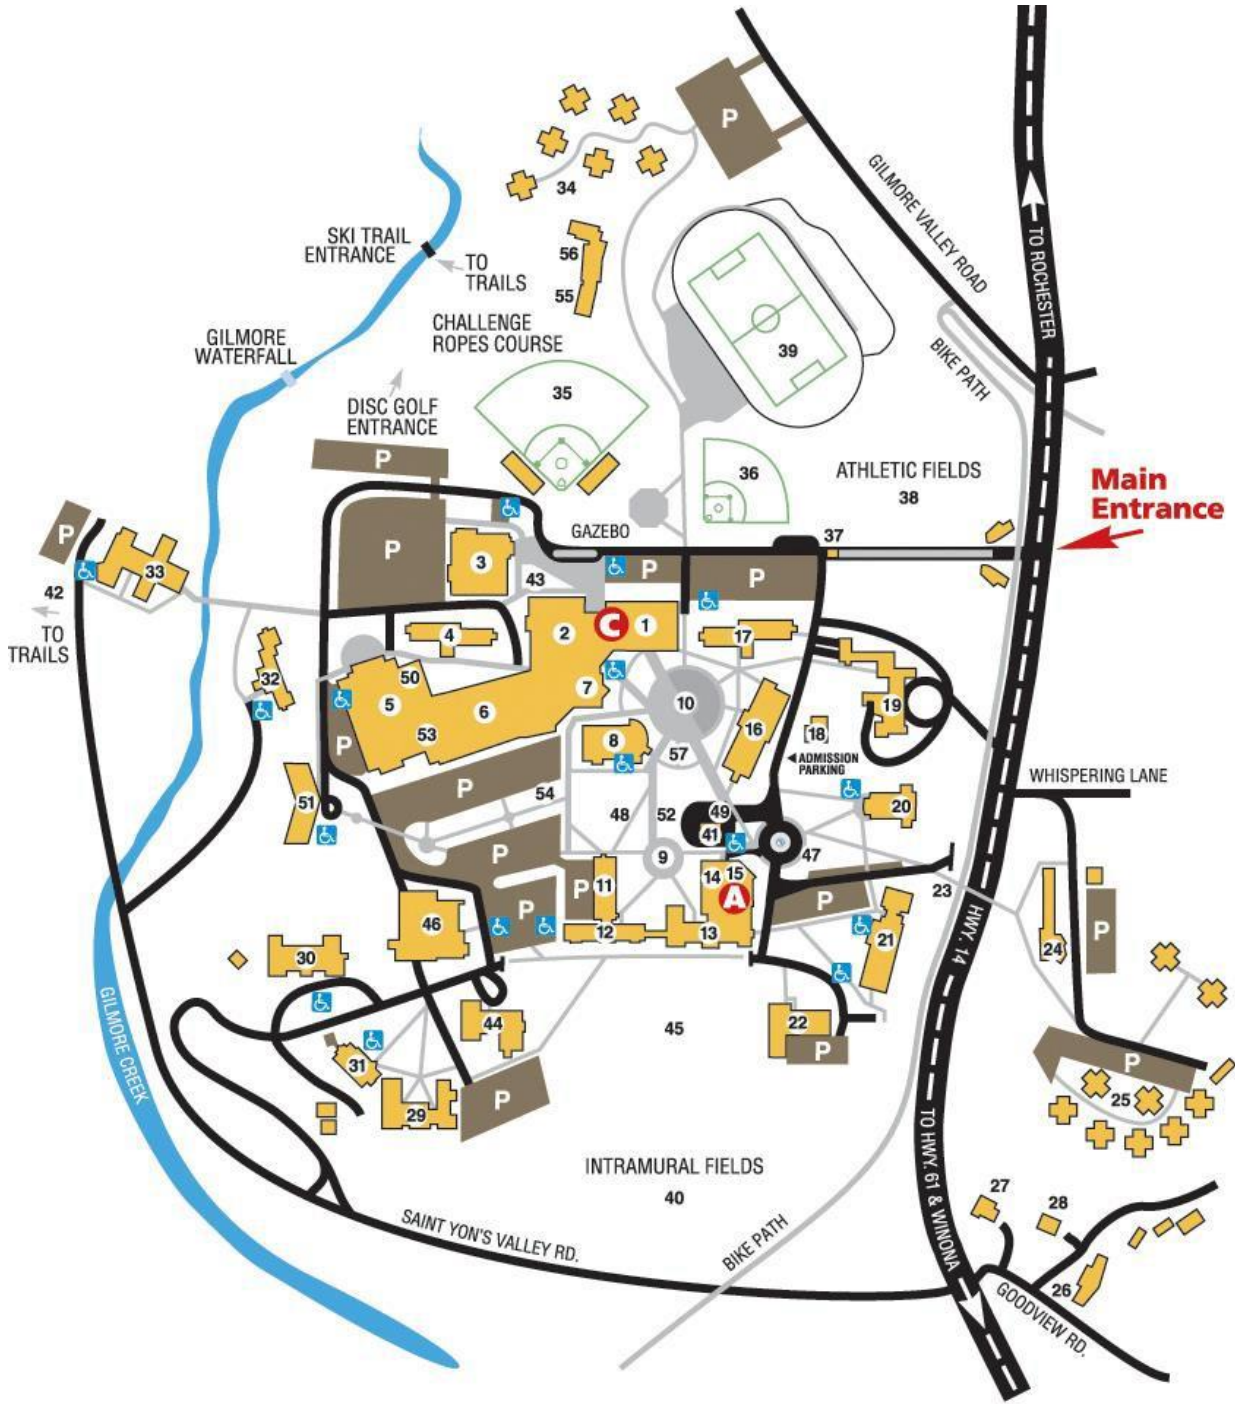 P
GILMORE VALLEY ROAD
TO ROCHESTER
34
SKI TRAIL
ENTRANCE
TO
TRAILS
56
55
CHALLENGE
ROPES COURSE
GILMORE
WATERFALL
39
BIKE PATH
35
DISC GOLF
ENTRANCE
P
36
ATHLETIC FIELDS
38
Main
Entrance
P
P
GAZEBO
37
33
42
TO
TRAILS
3
43
P
P
4
2
C
1
17
32
50
5
6
7
10
19
53
16
18
ADMISSION
PARKING
8
57
P
P
54
WHISPERING LANE
51
48
52
49
41
20
9
47
P
11
14
15
A
P
P
P
23
46
12
13
21
HWY. 14
24
P
30
GILMORE CREEK
44
45
22
P
31
29
P
P
25
INTRAMURAL FIELDS
40
TO HWY. 61 & WINONA
27
28
SAINT YON'S VALLEY RD.
BIKE PATH
26
GOODVIEW RD.